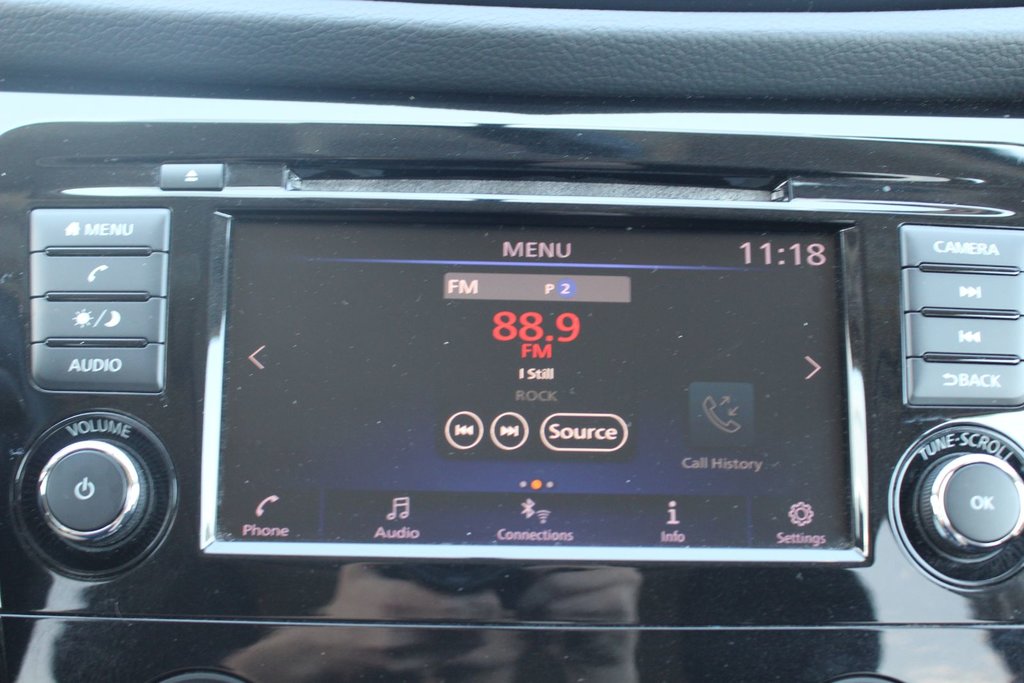 MENU
AUDIO
VOLUME
MENU 11:18
FM P 2
88.9
FM
I Still
ROCK
Source
Call History
Phone Audio Connections Info Settings
CAMERA
BACK
TUNE-SCROLL
OK